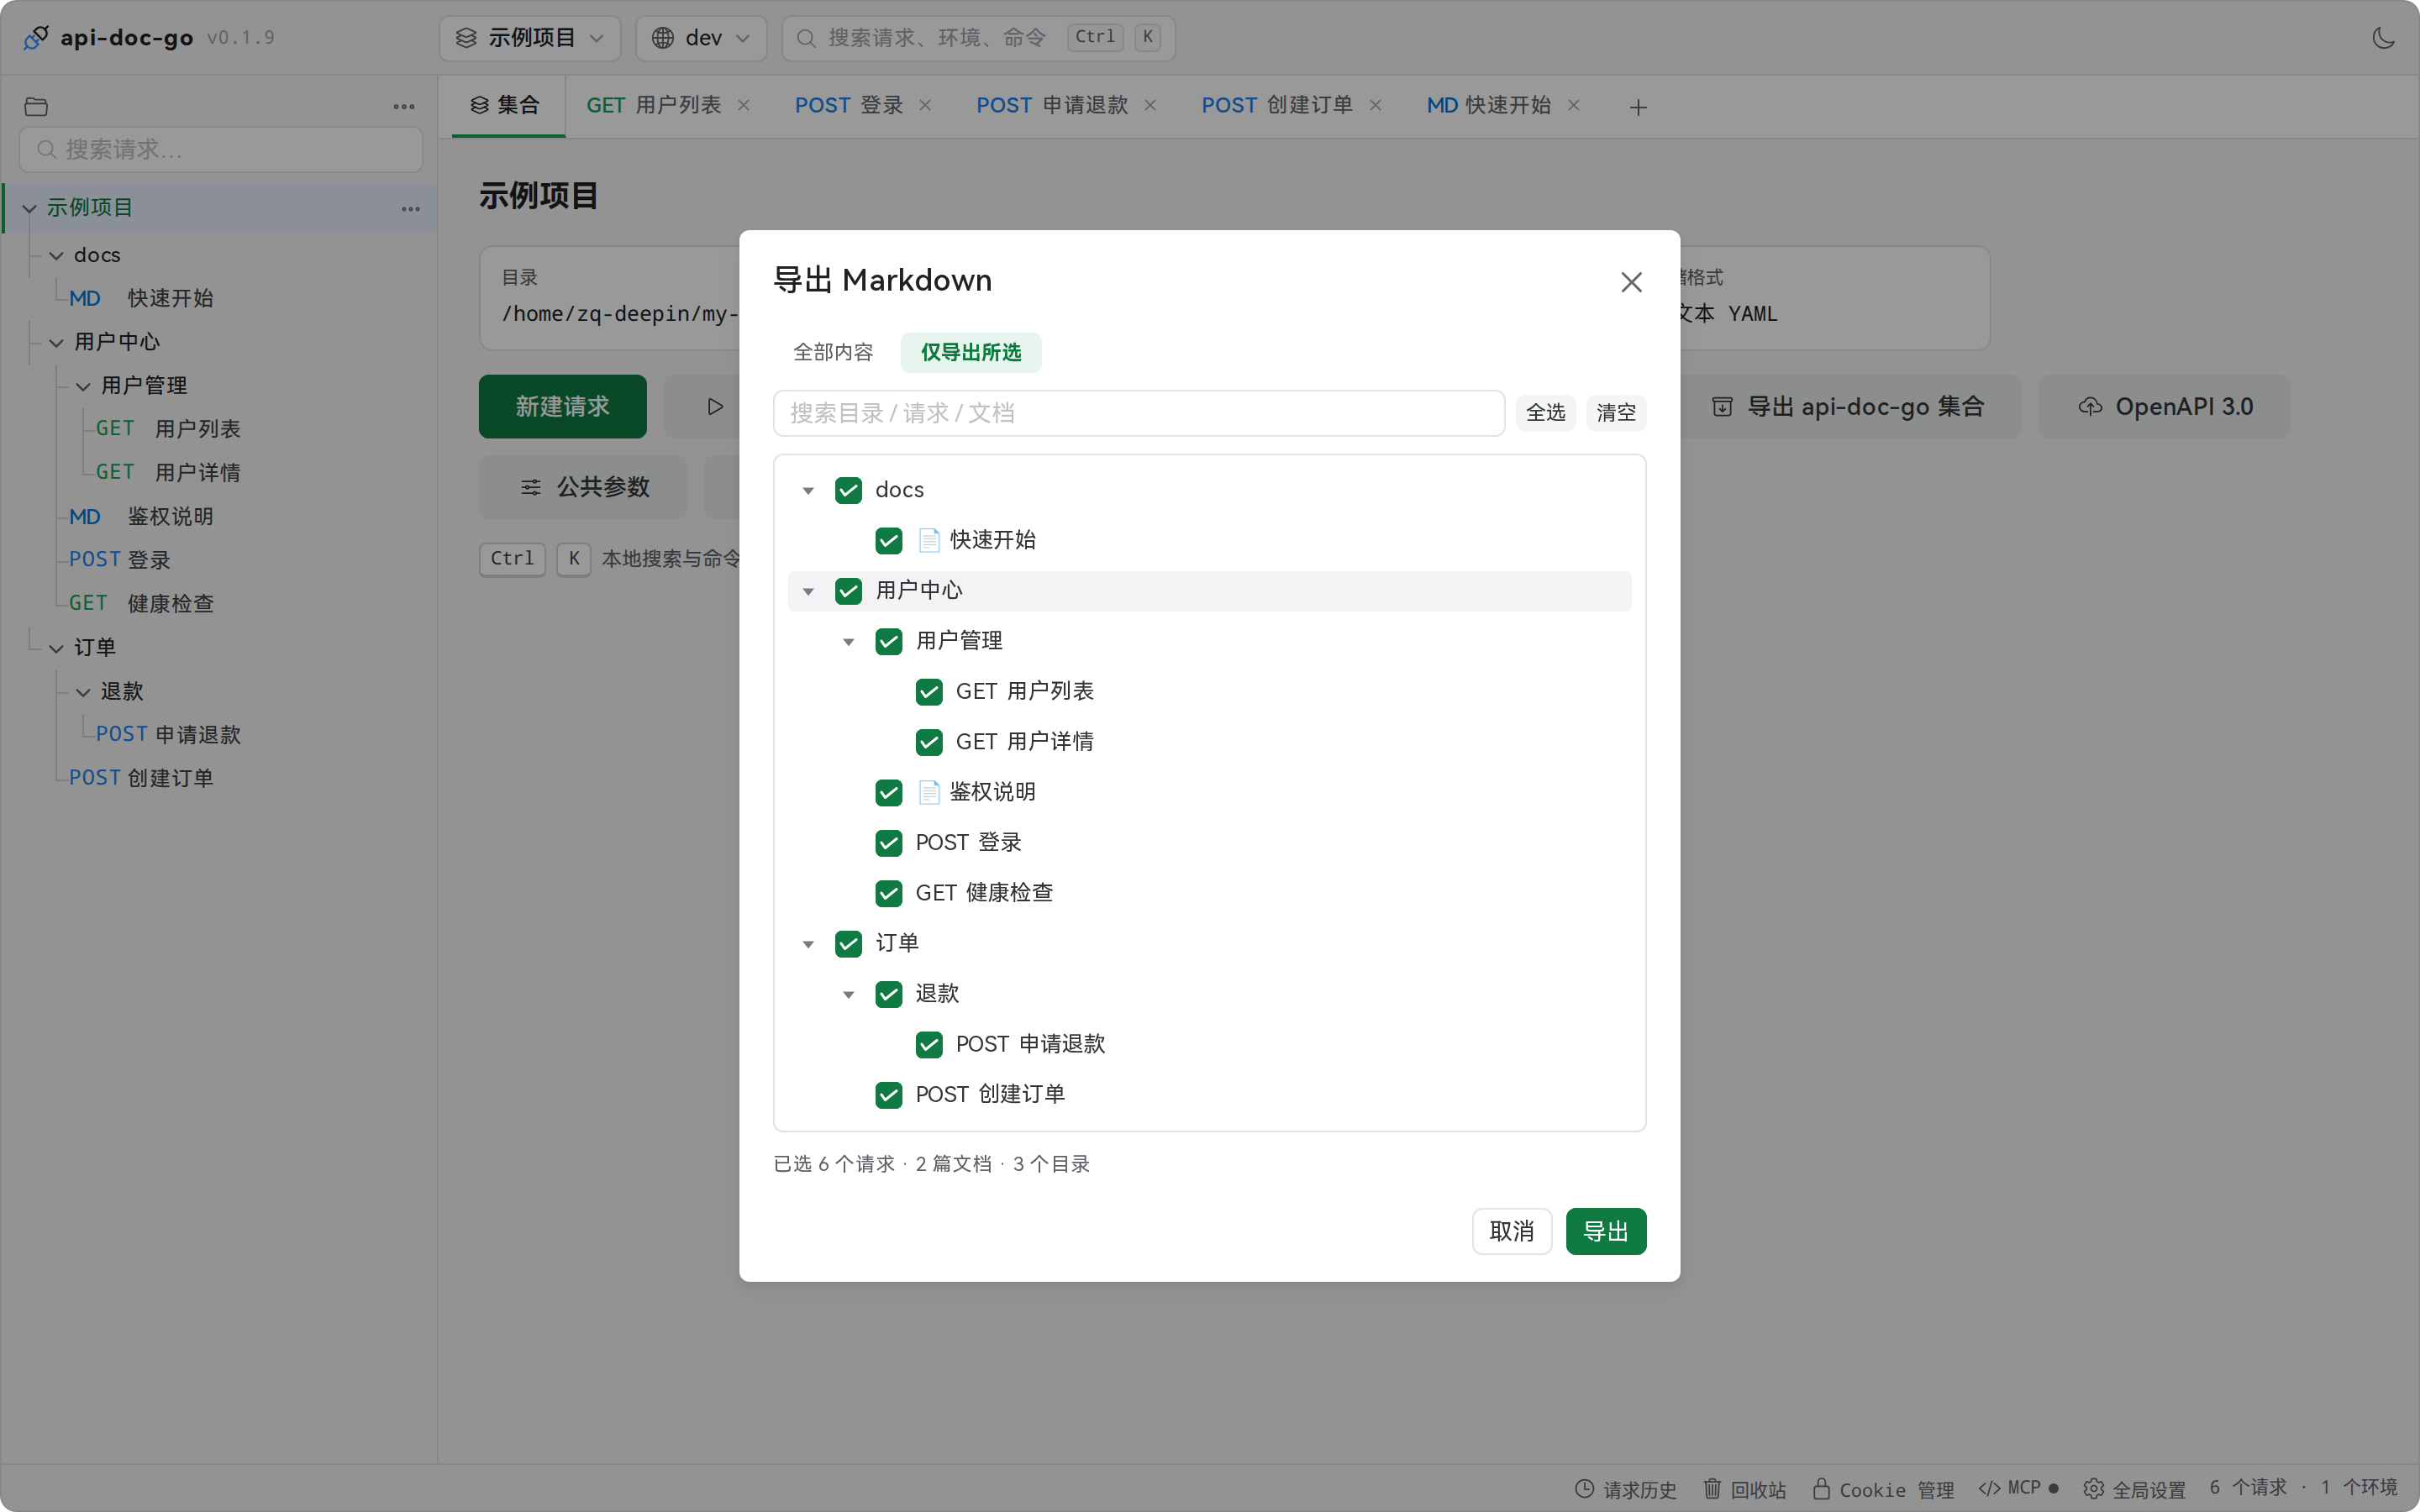 api-doc-go v0.1.9
示例项目
dev
搜索请求、环境、命令 Ctrl K
集合
GET 用户列表
POST 登录
POST 申请退款
POST 创建订单
MD 快速开始
搜索请求...
示例项目
docs
MD 快速开始
用户中心
用户管理
GET 用户列表
GET 用户详情
MD 鉴权说明
POST 登录
GET 健康检查
订单
退款
POST 申请退款
POST 创建订单
示例项目
目录
/home/zq-deepin/my-
格式
文本 YAML
新建请求
导出 api-doc-go 集合
OpenAPI 3.0
公共参数
Ctrl K 本地搜索与命令
导出 Markdown
全部内容
仅导出所选
搜索目录 / 请求 / 文档
全选
清空
docs
快速开始
用户中心
用户管理
GET 用户列表
GET 用户详情
鉴权说明
POST 登录
GET 健康检查
订单
退款
POST 申请退款
POST 创建订单
已选 6 个请求 · 2 篇文档 · 3 个目录
取消
导出
请求历史
回收站
Cookie 管理
MCP
全局设置
6 个请求 · 1 个环境